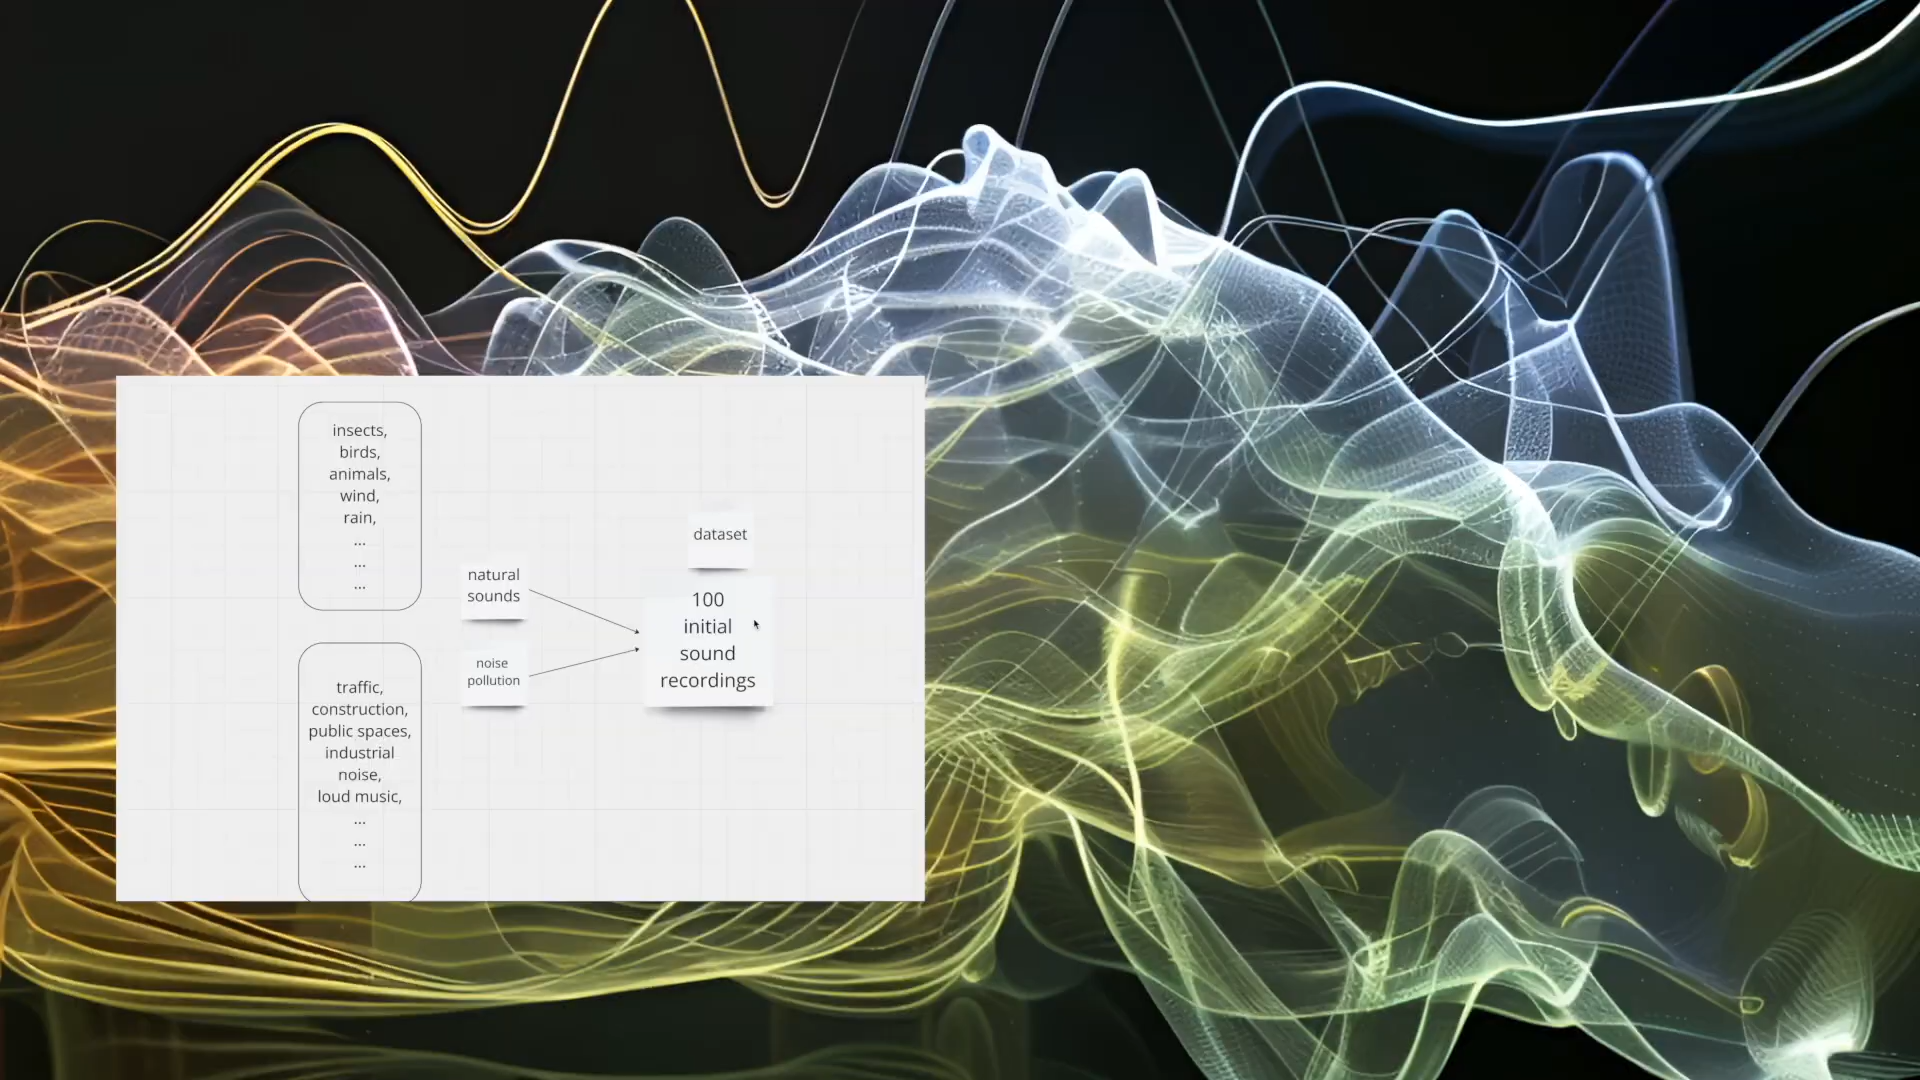 insects,
birds,
animals,
wind,
rain,
...
...
...
traffic,
construction,
public spaces,
industrial
noise,
loud music,
...
...
...
natural
sounds
noise
pollution
dataset
100
initial
sound
recordings